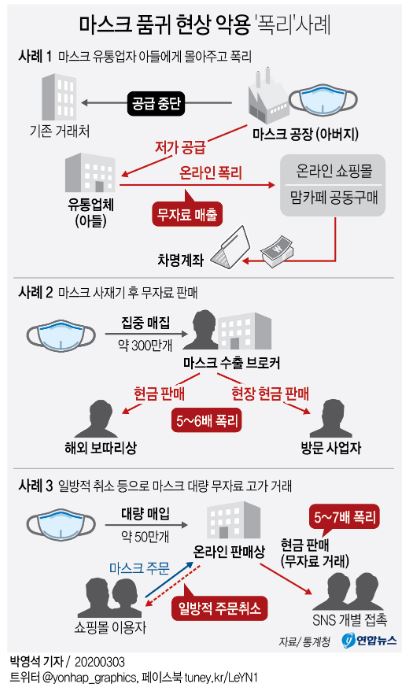 마스크 품귀 현상 악용 '폭리'사례
사례 1 마스크 유통업자 아들에게 몰아주고 폭리
공급 중단
기존 거래처
마스크 공장 (아버지)
저가 공급
온라인 폭리
온라인 쇼핑몰
맘카페 공동구매
유통업체
(아들)
무자료 매출
차명계좌
사례 2 마스크 사재기 후 무자료 판매
집중 매집
약 300만개
마스크 수출 브로커
현금 판매
현장 현금 판매
5~6배 폭리
해외 보따리상
방문 사업자
사례 3 일방적 취소 등으로 마스크 대량 무자료 고가 거래
대량 매입
약 50만개
온라인 판매상
5~7배 폭리
현금 판매
(무자료 거래)
마스크 주문
일방적 주문취소
쇼핑몰 이용자
SNS 개별 접촉
자료/ 통계청
연합뉴스
박영석 기자 / 20200303
트위터 @yonhap_graphics, 페이스북 tuney.kr/LeYN1